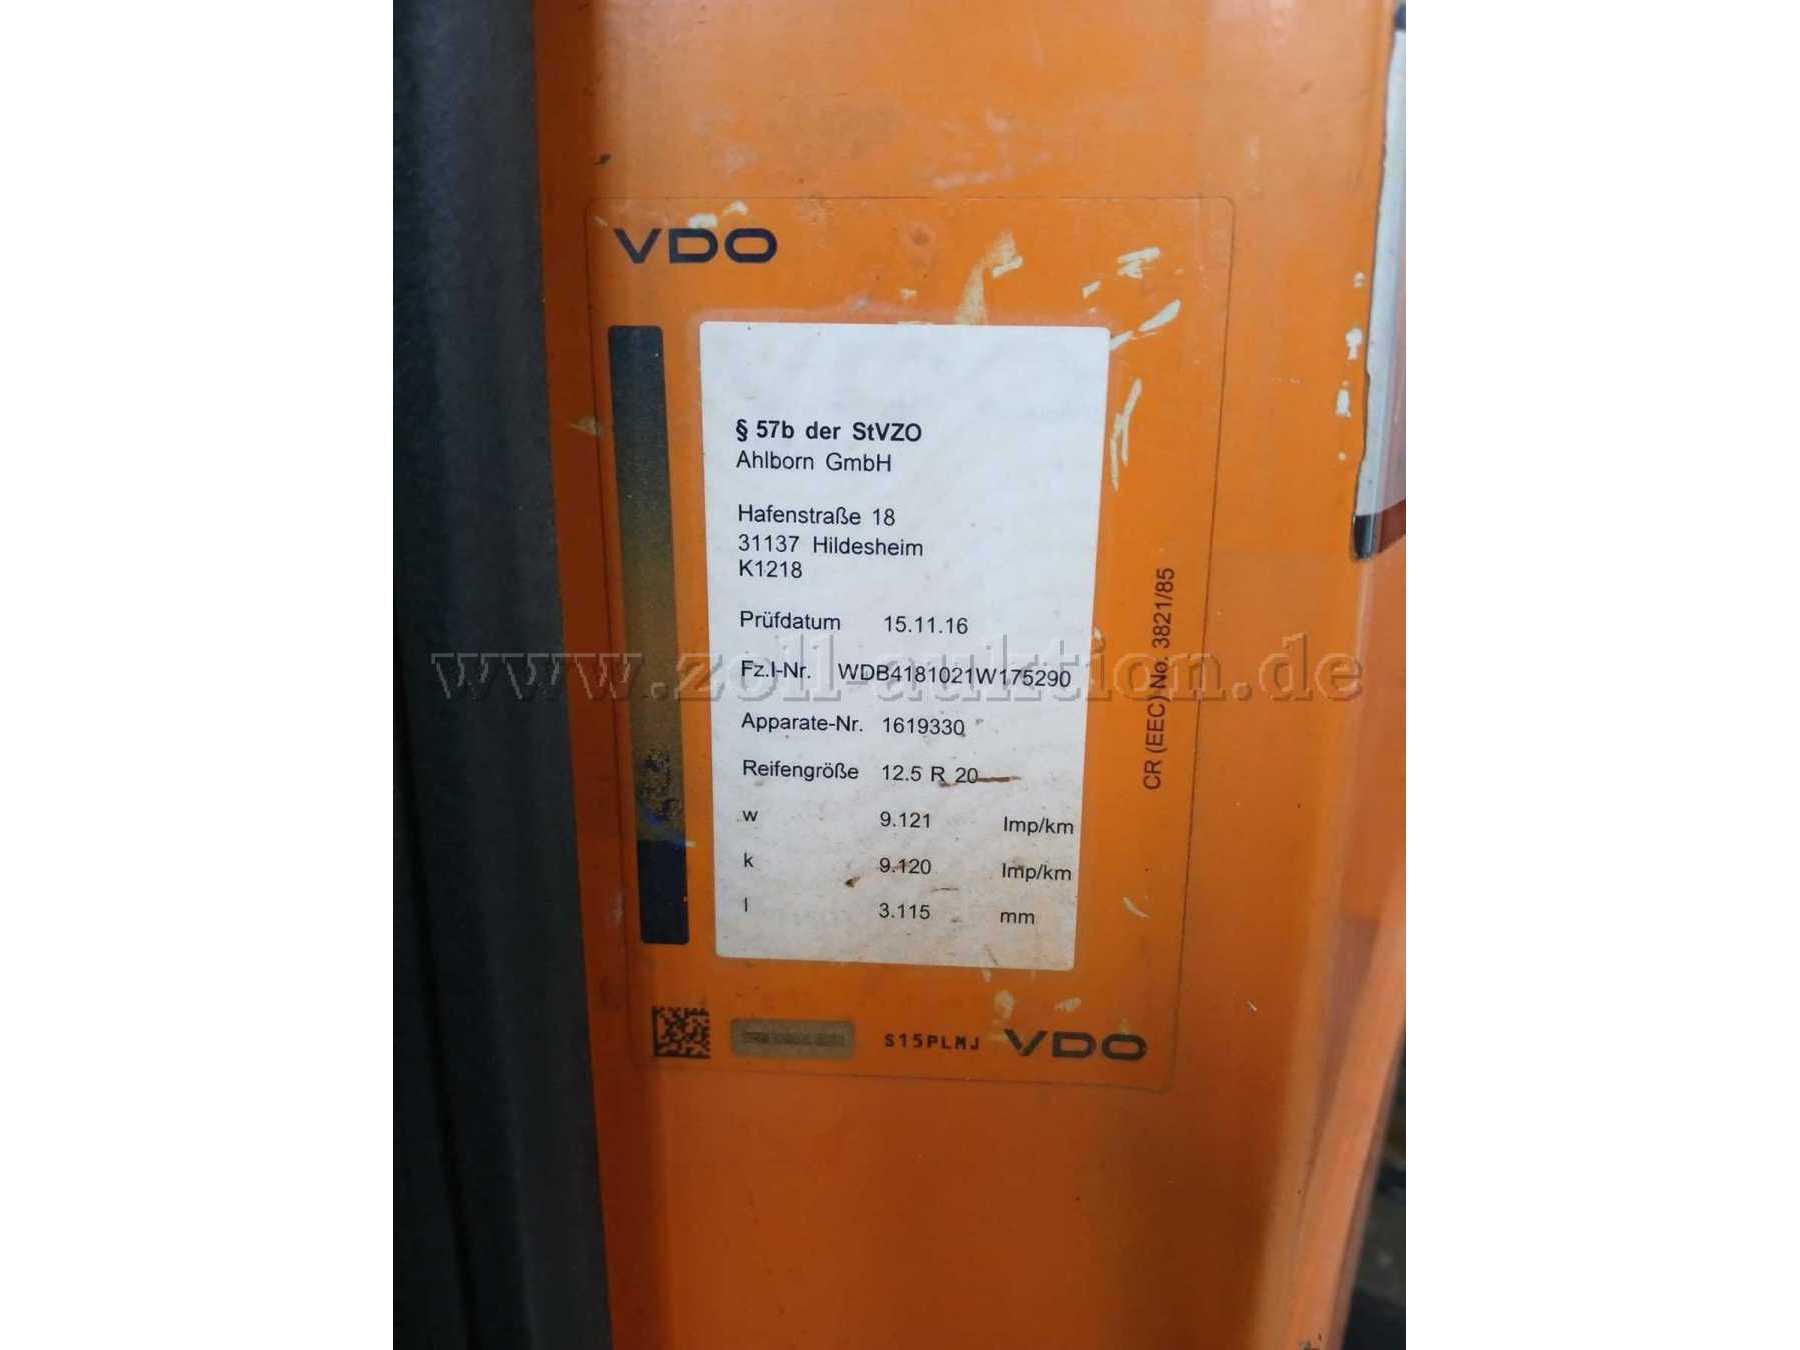 VDO
§ 57b der StVZO
Ahlborn GmbH
Hafenstraße 18
31137 Hildesheim
K1218
Prüfdatum 15.11.16
www.zoll-auktion.de
Fz.I-Nr. WDB4181021W175290
Apparate-Nr. 1619330
Reifengröße 12.5 R 20
w 9.121 Imp/km
k 9.120 Imp/km
l 3.115 mm
CR (EEC) No. 3821/85
S15PLMJ VDO